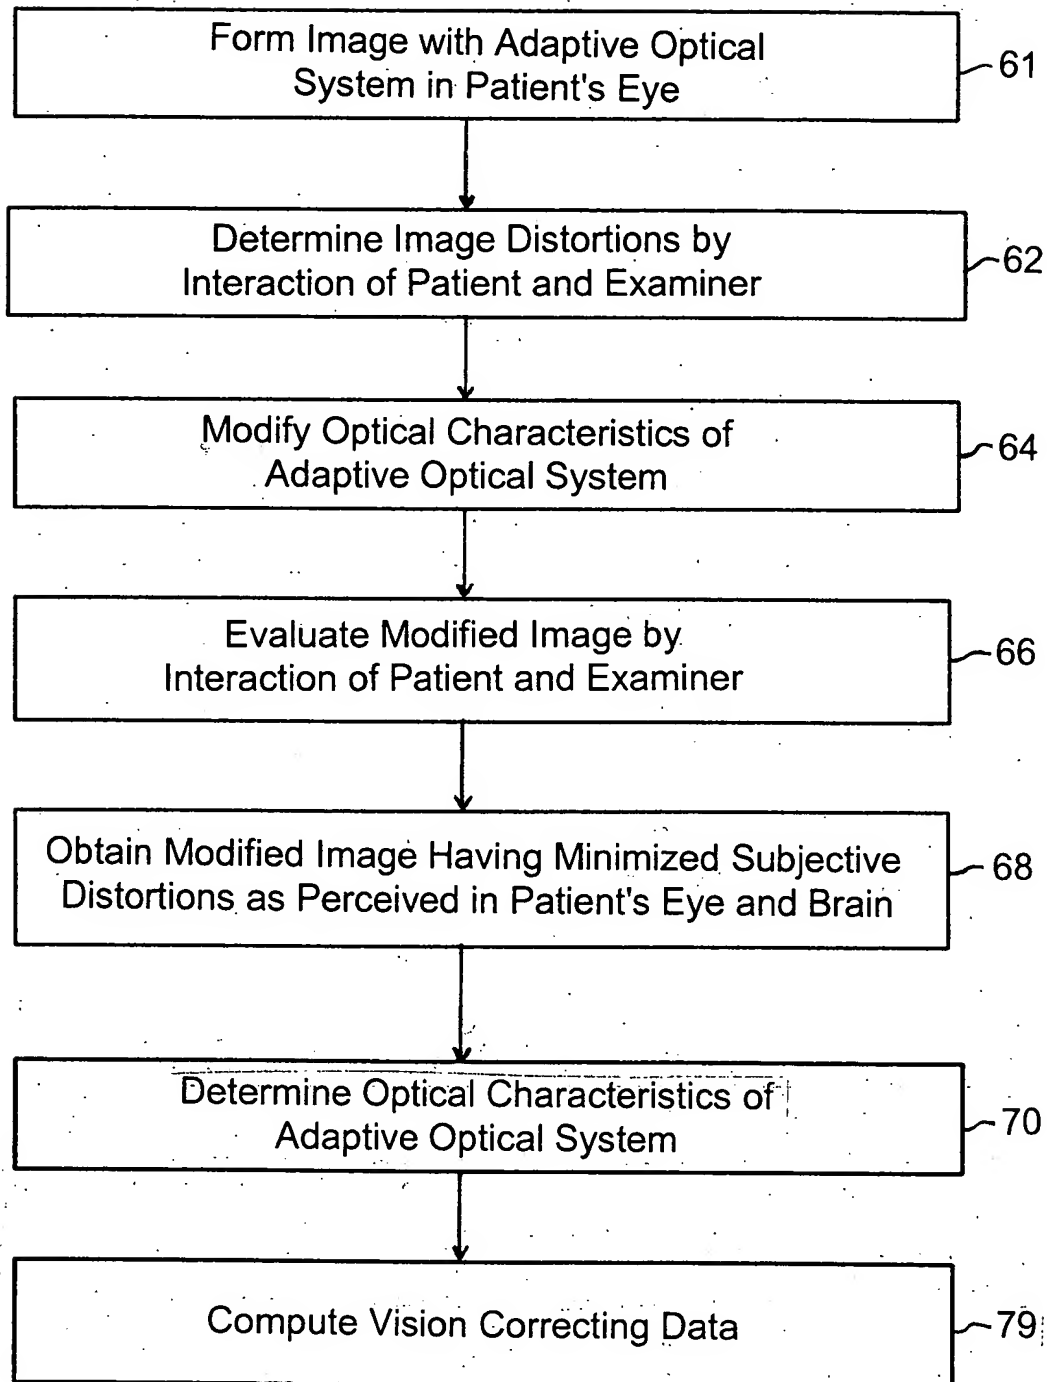 Form Image with Adaptive Optical
System in Patient's Eye
61
Determine Image Distortions by
Interaction of Patient and Examiner
62
Modify Optical Characteristics of
Adaptive Optical System
64
Evaluate Modified Image by
Interaction of Patient and Examiner
66
Obtain Modified Image Having Minimized Subjective
Distortions as Perceived in Patient's Eye and Brain
68
Determine Optical Characteristics of
Adaptive Optical System
70
Compute Vision Correcting Data
79